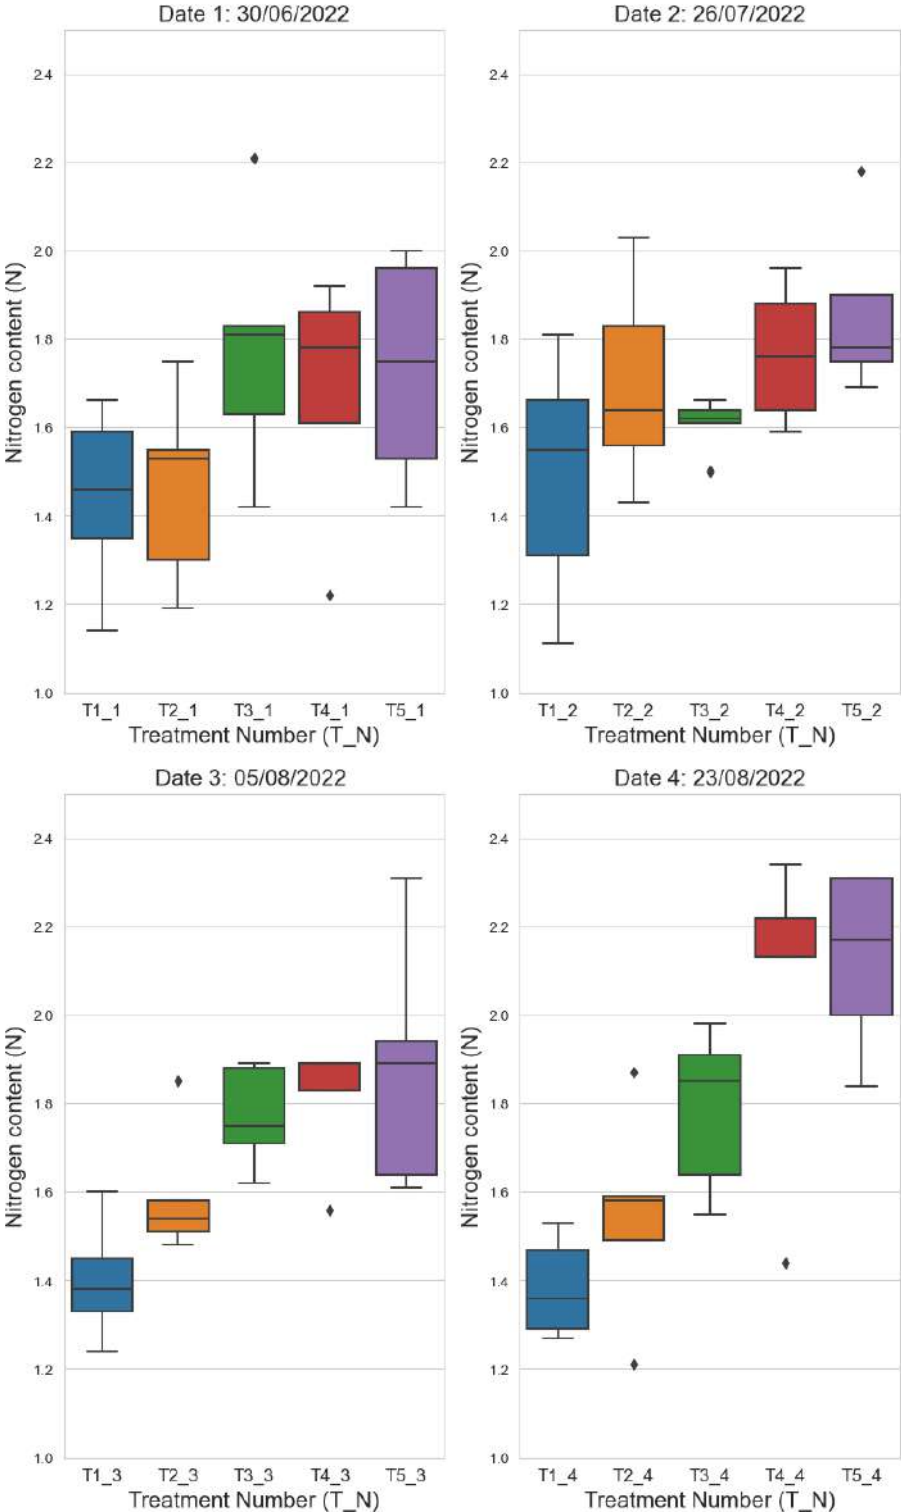 Date 1: 30/06/2022
Nitrogen content (N)
2.4
2.2
2.0
1.8
1.6
1.4
1.2
1.0
T1_1 T2_1 T3_1 T4_1 T5_1
Treatment Number (T_N)
Date 2: 26/07/2022
Nitrogen content (N)
2.4
2.2
2.0
1.8
1.6
1.4
1.2
1.0
T1_2 T2_2 T3_2 T4_2 T5_2
Treatment Number (T_N)
Date 3: 05/08/2022
Nitrogen content (N)
2.4
2.2
2.0
1.8
1.6
1.4
1.2
1.0
T1_3 T2_3 T3_3 T4_3 T5_3
Treatment Number (T_N)
Date 4: 23/08/2022
Nitrogen content (N)
2.4
2.2
2.0
1.8
1.6
1.4
1.2
1.0
T1_4 T2_4 T3_4 T4_4 T5_4
Treatment Number (T_N)